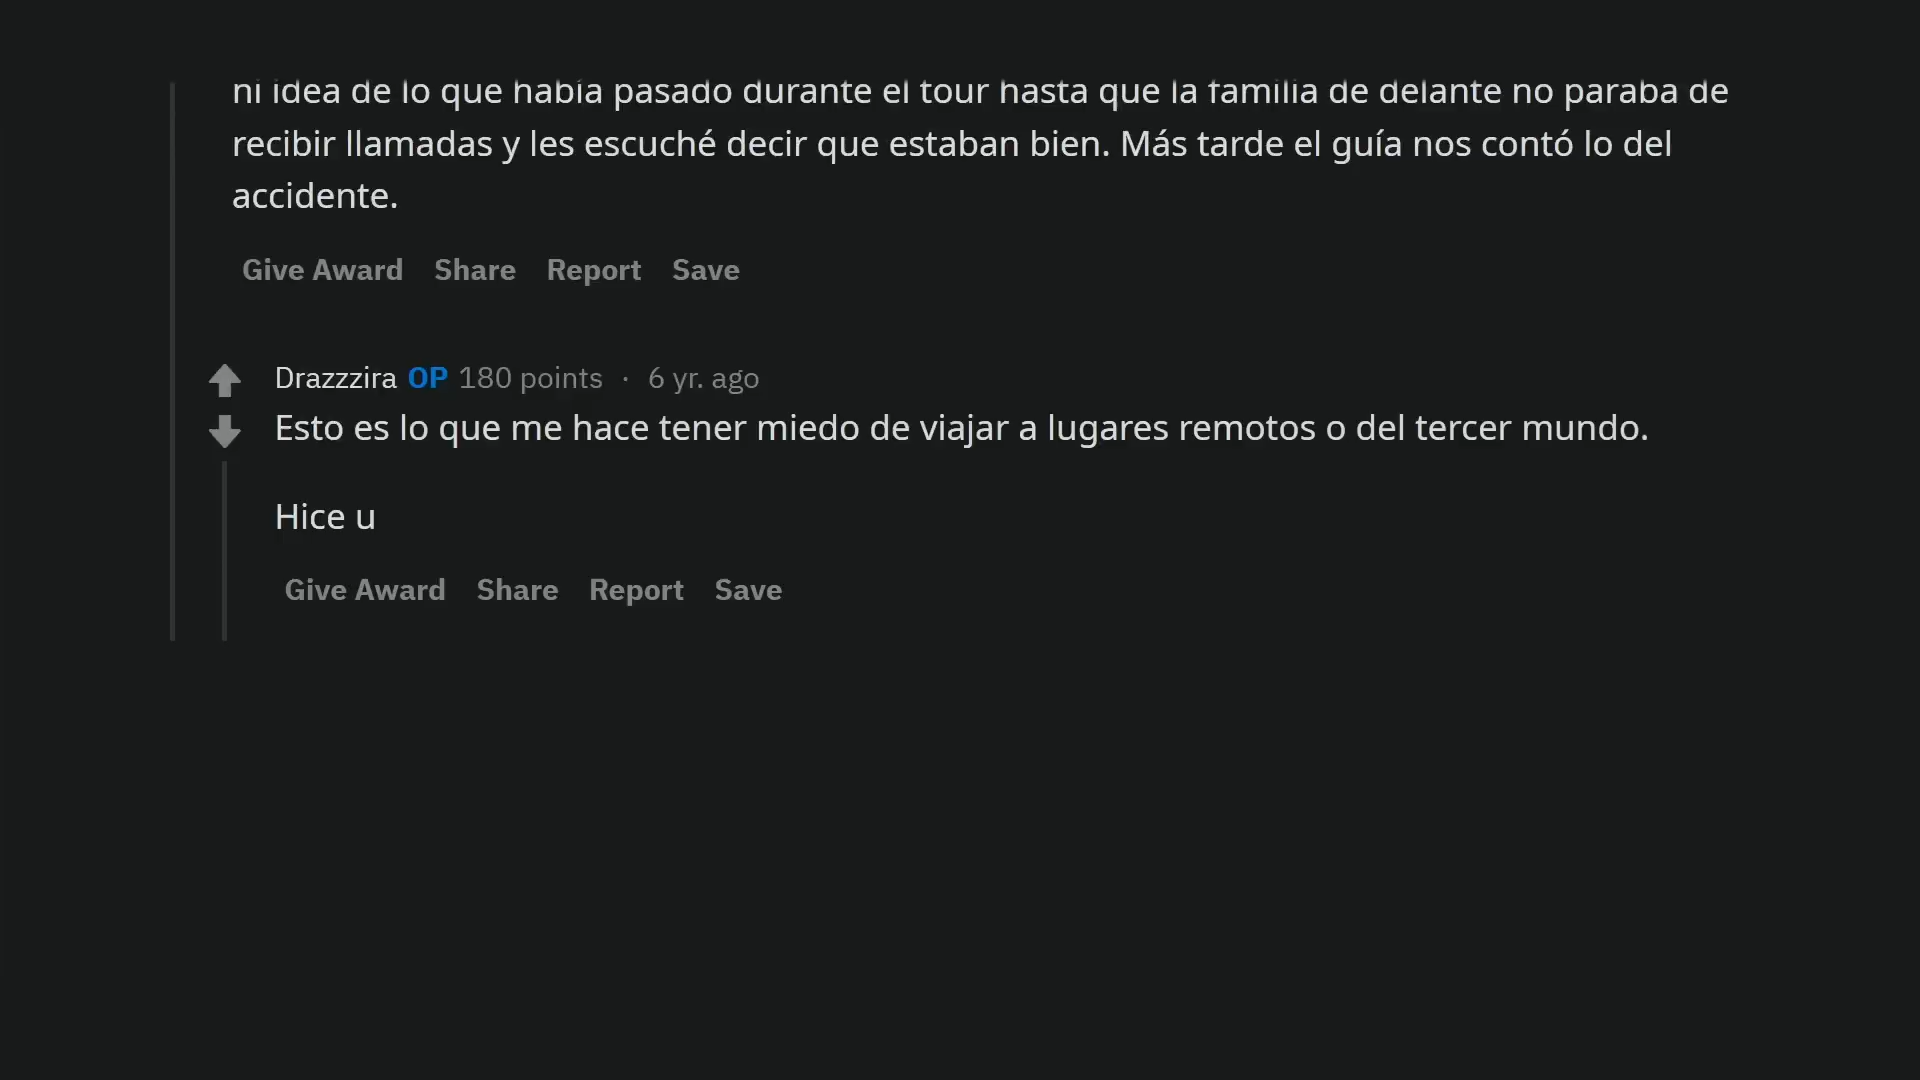 ni idea de lo que había pasado durante el tour hasta que la familia de delante no paraba de
recibir llamadas y les escuché decir que estaban bien. Más tarde el guía nos contó lo del
accidente.
Give Award Share Report Save
Drazzzira OP 180 points · 6 yr. ago
Esto es lo que me hace tener miedo de viajar a lugares remotos o del tercer mundo.
Hice u
Give Award Share Report Save